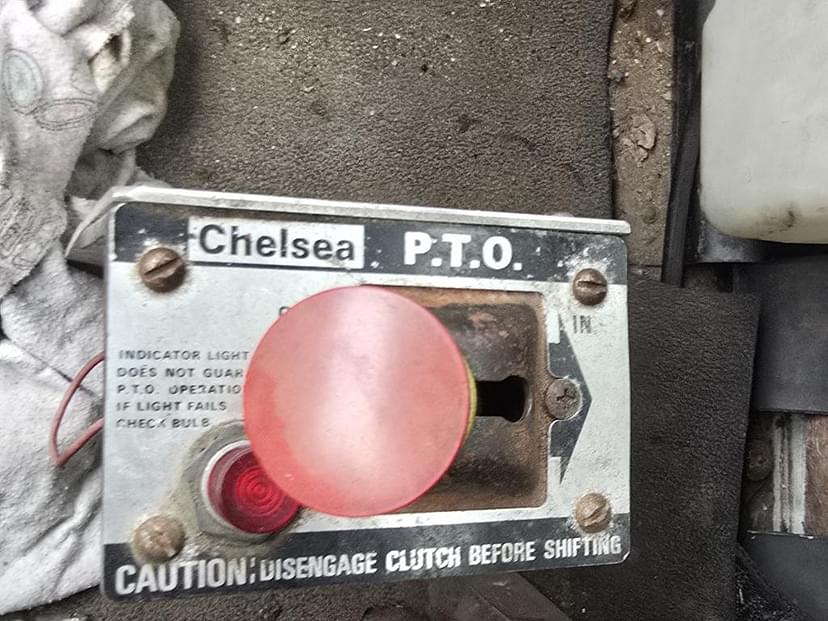 Chelsea P.T.O.
IN
INDICATOR LIGHT
DOES NOT GUAR
P.T.O. OPERATIO
IF LIGHT FAILS
CHECK BULB
CAUTION: DISENGAGE CLUTCH BEFORE SHIFTING